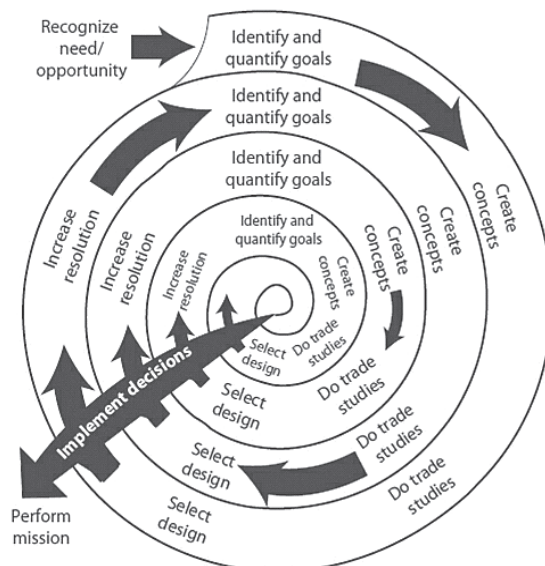 Recognize
need/
opportunity
Identify and
quantify goals
Identify and
quantify goals
Identify and
quantify goals
Identify and
quantify goals
Create
concepts
Create
concepts
Create
concepts
Create
concepts
Do trade
studies
Do trade
studies
Do trade
studies
Do trade
studies
Select
design
Select
design
Select
design
Select
design
Increase
resolution
Increase
resolution
Increase
resolution
Implement decisions
Perform
mission